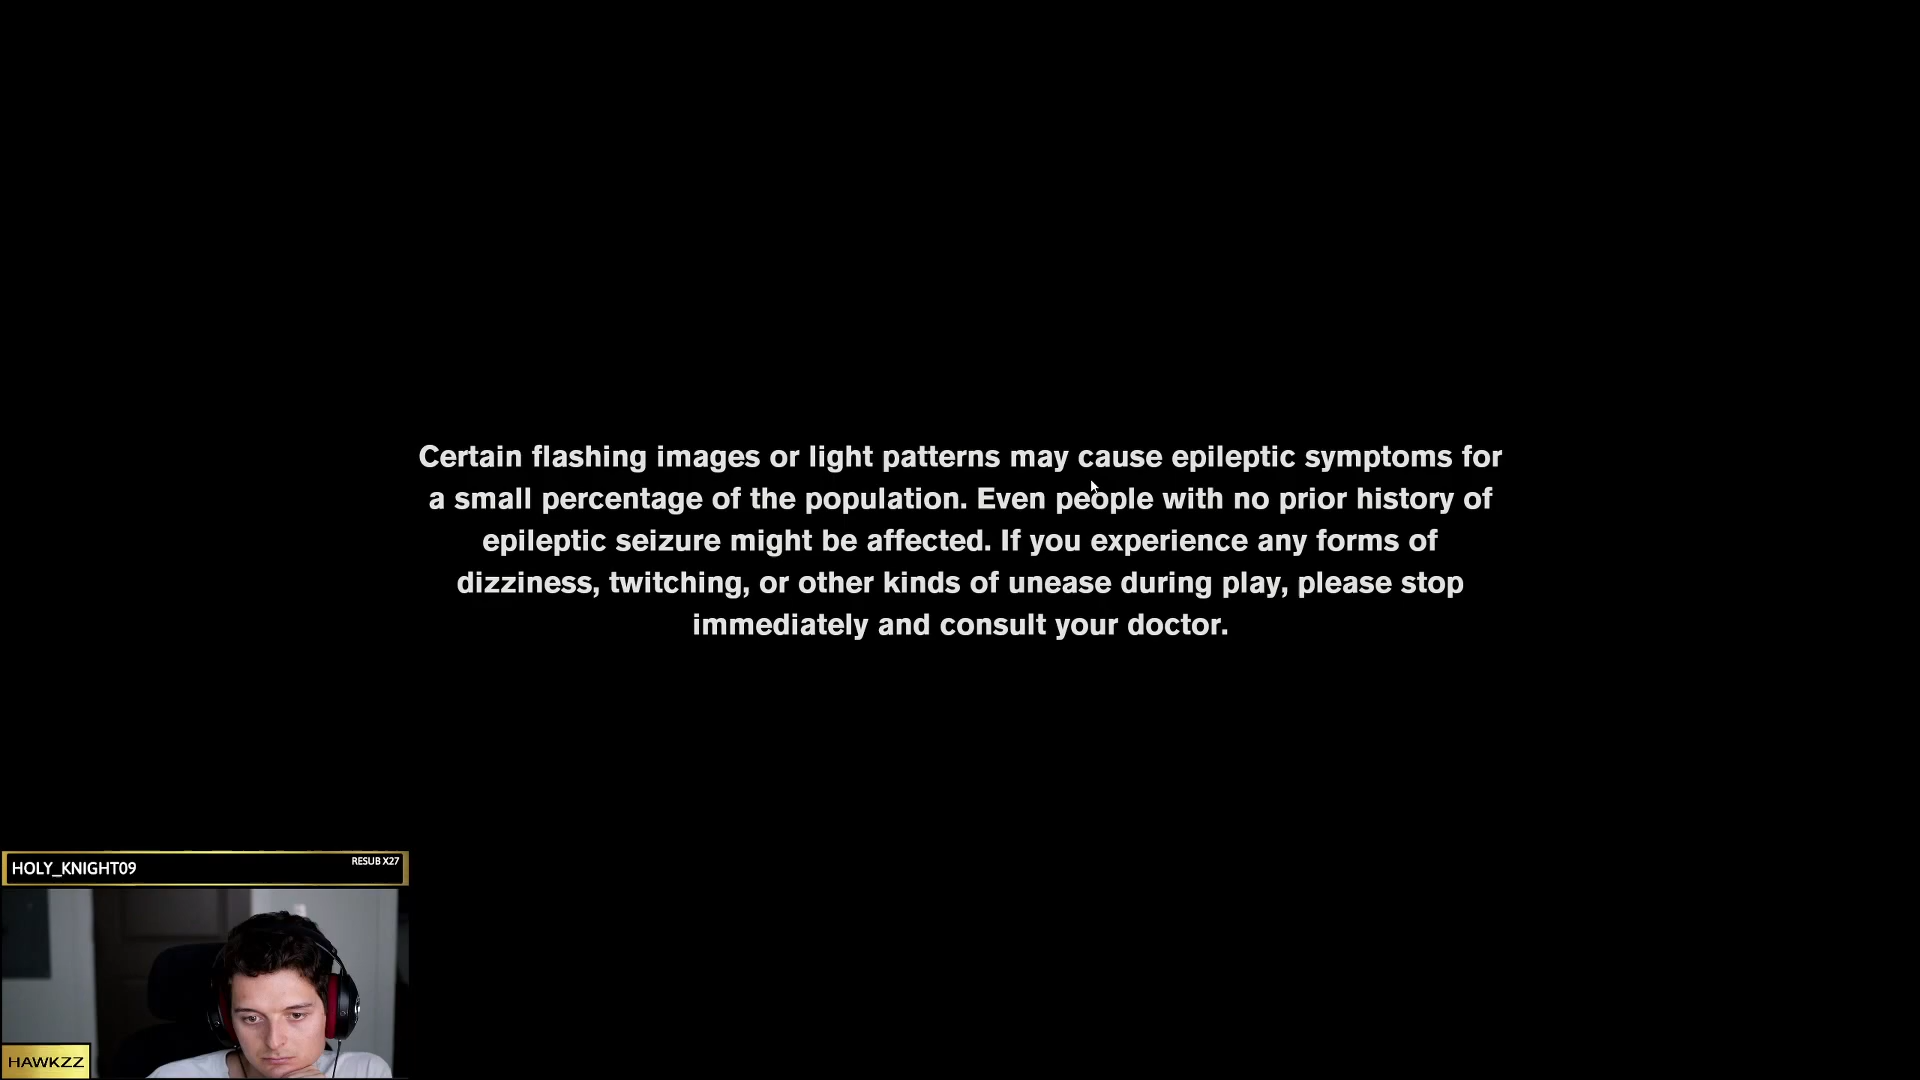 Certain flashing images or light patterns may cause epileptic symptoms for
a small percentage of the population. Even people with no prior history of
epileptic seizure might be affected. If you experience any forms of
dizziness, twitching, or other kinds of unease during play, please stop
immediately and consult your doctor.
HOLY_KNIGHT09
RESUB X27
HAWKZZ